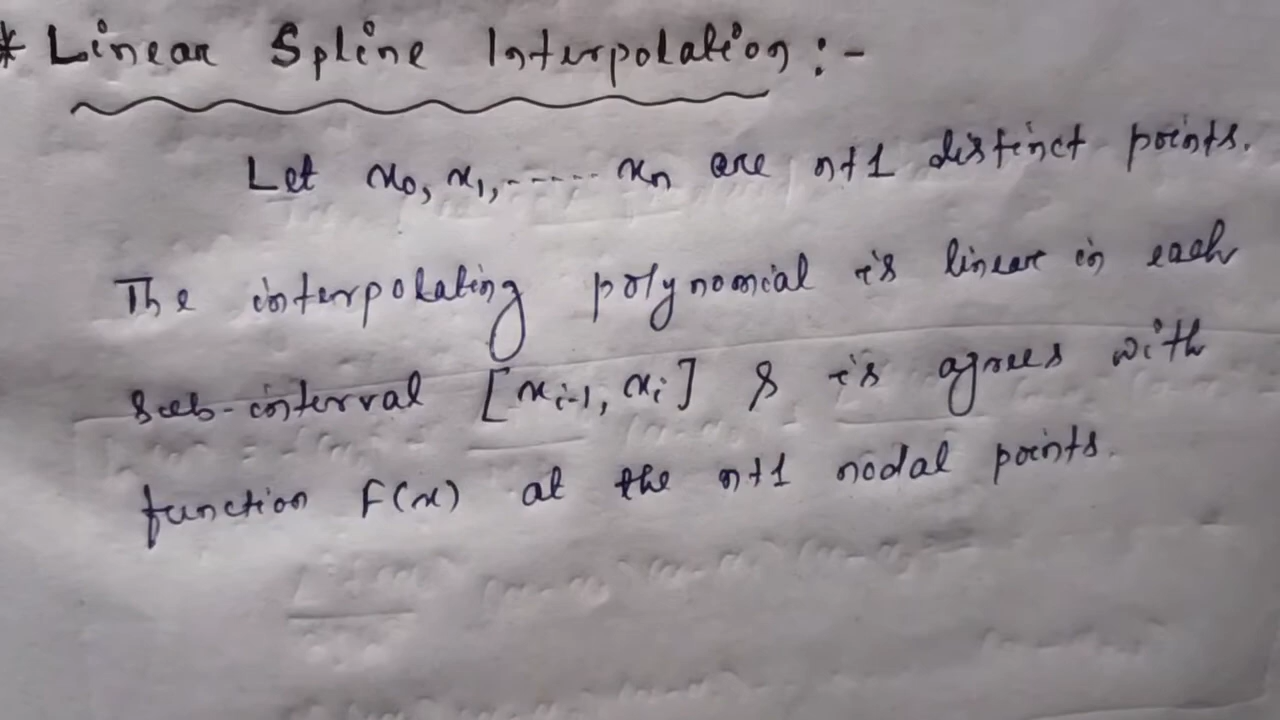 * Linear Spline Interpolation :-
Let x₀, x₁, ------ xₙ are n+1 distinct points.
The interpolating polynomial is linear in each
sub-interval [xᵢ₋₁, xᵢ] & is agrees with
function F(x) at the n+1 nodal points.